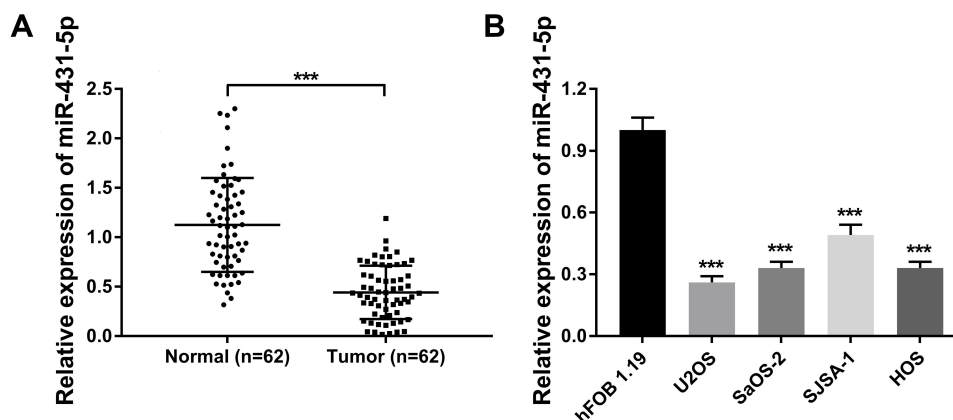 A
Relative expression of miR-431-5p
2.5
2.0
1.5
1.0
0.5
0.0
***
Normal (n=62)
Tumor (n=62)
B
Relative expression of miR-431-5p
1.2
0.9
0.6
0.3
0.0
***
***
***
***
hFOB 1.19
U2OS
SaOS-2
SJSA-1
HOS